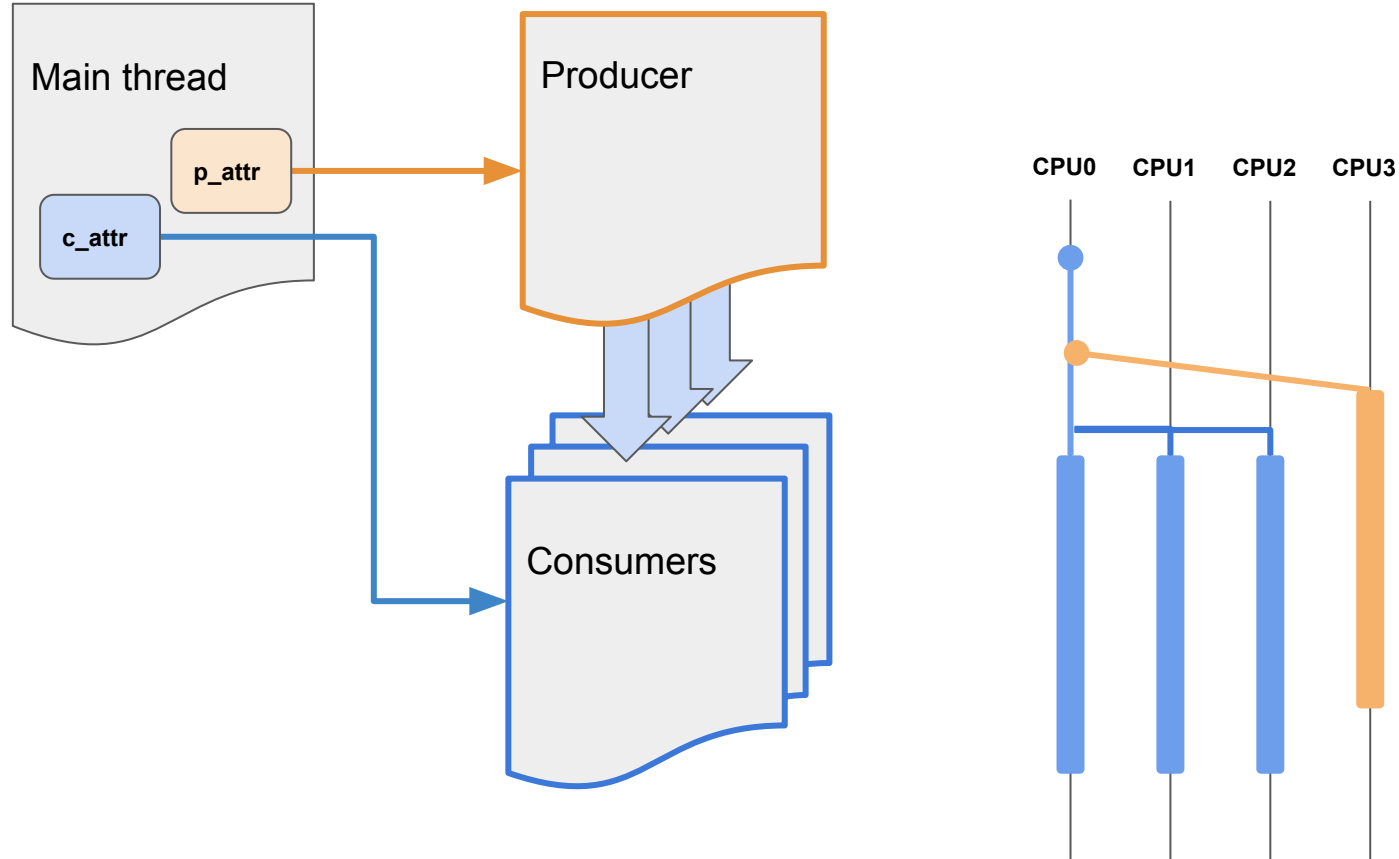 Main thread
p_attr
c_attr
Producer
Consumers
CPU0 CPU1 CPU2 CPU3